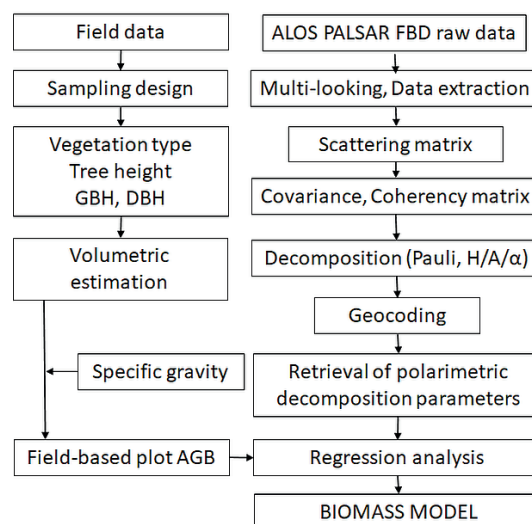 Field data
Sampling design
Vegetation type
Tree height
GBH, DBH
Volumetric
estimation
Specific gravity
Field-based plot AGB
ALOS PALSAR FBD raw data
Multi-looking, Data extraction
Scattering matrix
Covariance, Coherency matrix
Decomposition (Pauli, H/A/α)
Geocoding
Retrieval of polarimetric
decomposition parameters
Regression analysis
BIOMASS MODEL